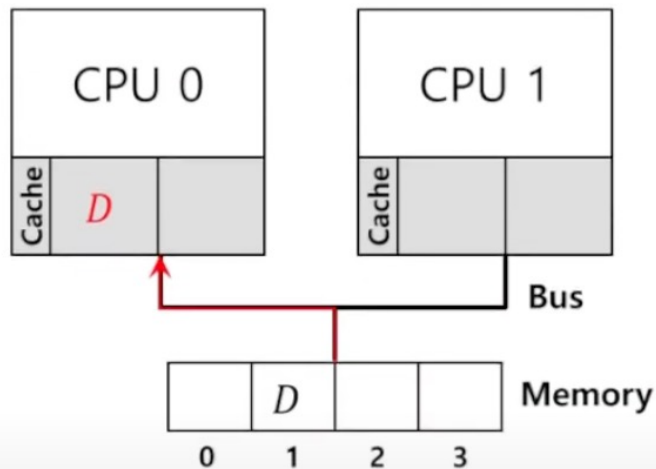 CPU 0
CPU 1
Cache
D
Cache
Bus
D
Memory
0 1 2 3